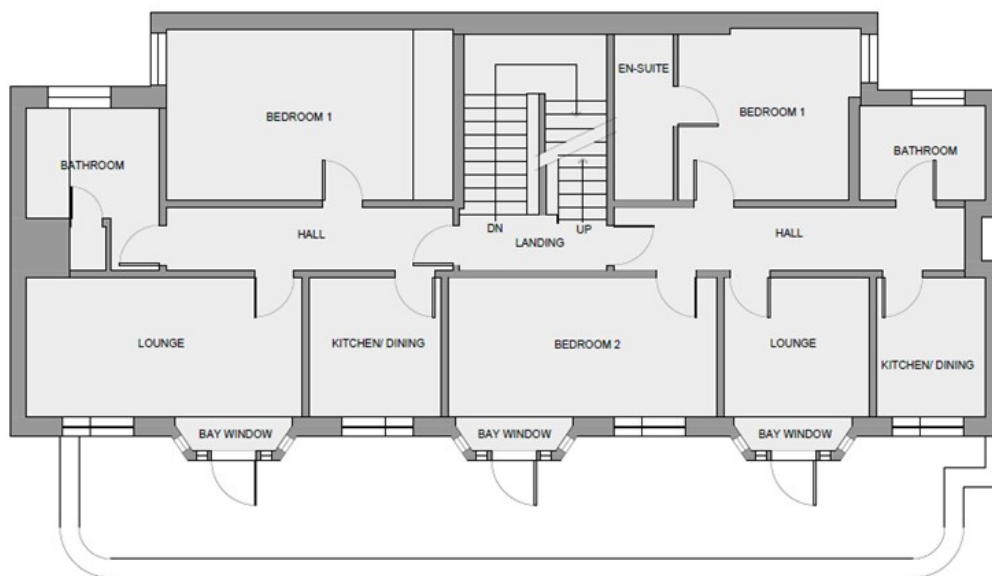 EN-SUITE
BEDROOM 1
BEDROOM 1
BATHROOM
BATHROOM
DN
UP
HALL
LANDING
HALL
LOUNGE
KITCHEN/ DINING
BEDROOM 2
LOUNGE
KITCHEN/ DINING
BAY WINDOW
BAY WINDOW
BAY WINDOW